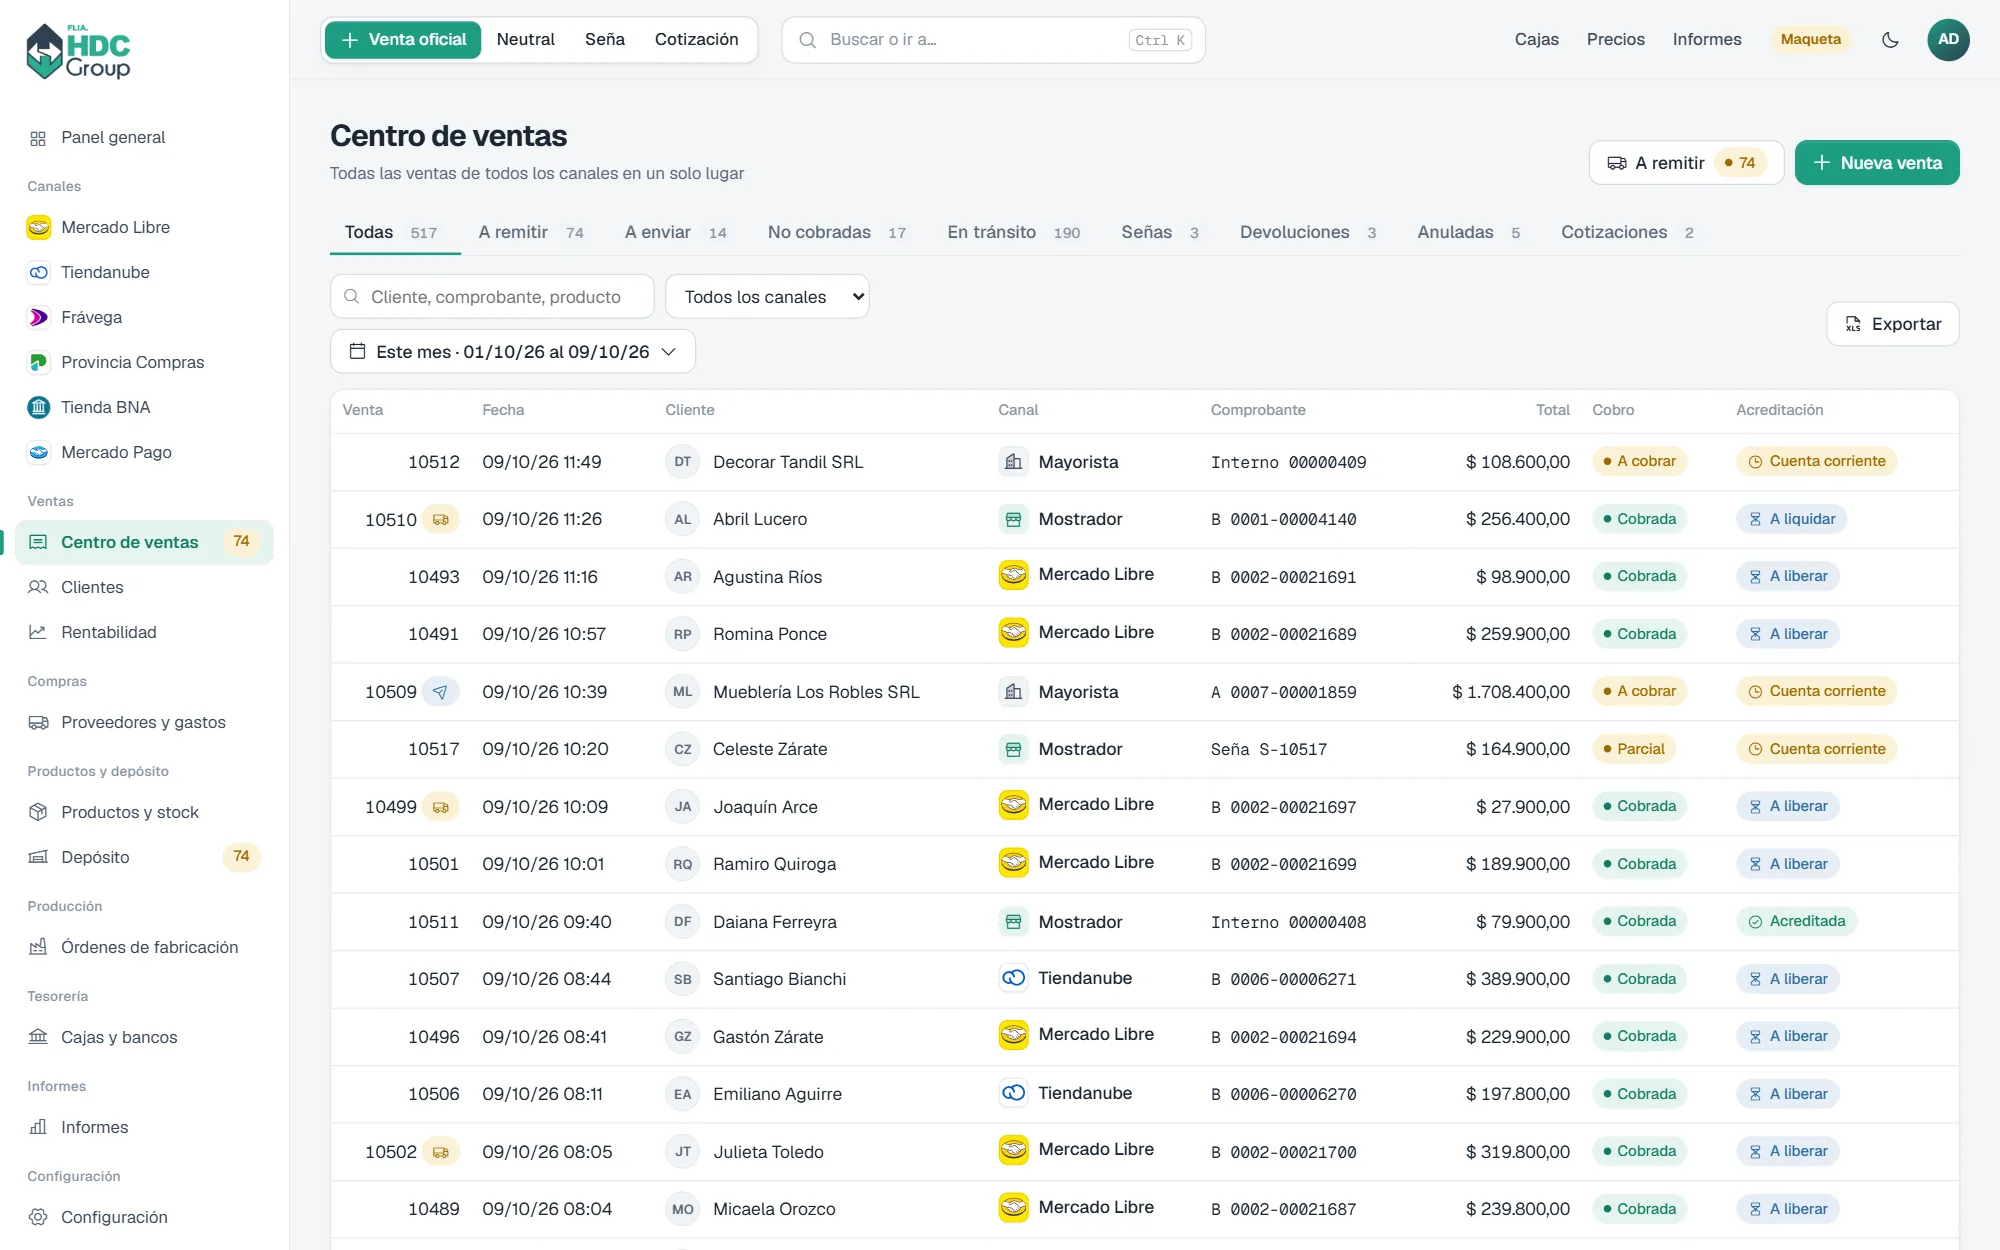 FLIA.
HDC
Group
Panel general
Canales
Mercado Libre
Tiendanube
Frávega
Provincia Compras
Tienda BNA
Mercado Pago
Ventas
Centro de ventas 74
Clientes
Rentabilidad
Compras
Proveedores y gastos
Productos y depósito
Productos y stock
Depósito 74
Producción
Órdenes de fabricación
Tesorería
Cajas y bancos
Informes
Informes
Configuración
Configuración
Venta oficial Neutral Seña Cotización
Buscar o ir a... Ctrl K
Cajas Precios Informes Maqueta AD
Centro de ventas
Todas las ventas de todos los canales en un solo lugar
A remitir 74
Nueva venta
Todas 517 A remitir 74 A enviar 14 No cobradas 17 En tránsito 190 Señas 3 Devoluciones 3 Anuladas 5 Cotizaciones 2
Cliente, comprobante, producto
Todos los canales
Este mes · 01/10/26 al 09/10/26
XLS Exportar
Venta Fecha Cliente Canal Comprobante Total Cobro Acreditación
10512 09/10/26 11:49 DT Decorar Tandil SRL Mayorista Interno 00000409 $ 108.600,00 A cobrar Cuenta corriente
10510 09/10/26 11:26 AL Abril Lucero Mostrador B 0001-00004140 $ 256.400,00 Cobrada A liquidar
10493 09/10/26 11:16 AR Agustina Ríos Mercado Libre B 0002-00021691 $ 98.900,00 Cobrada A liberar
10491 09/10/26 10:57 RP Romina Ponce Mercado Libre B 0002-00021689 $ 259.900,00 Cobrada A liberar
10509 09/10/26 10:39 ML Mueblería Los Robles SRL Mayorista A 0007-00001859 $ 1.708.400,00 A cobrar Cuenta corriente
10517 09/10/26 10:20 CZ Celeste Zárate Mostrador Seña S-10517 $ 164.900,00 Parcial Cuenta corriente
10499 09/10/26 10:09 JA Joaquín Arce Mercado Libre B 0002-00021697 $ 27.900,00 Cobrada A liberar
10501 09/10/26 10:01 RQ Ramiro Quiroga Mercado Libre B 0002-00021699 $ 189.900,00 Cobrada A liberar
10511 09/10/26 09:40 DF Daiana Ferreyra Mostrador Interno 00000408 $ 79.900,00 Cobrada Acreditada
10507 09/10/26 08:44 SB Santiago Bianchi Tiendanube B 0006-00006271 $ 389.900,00 Cobrada A liberar
10496 09/10/26 08:41 GZ Gastón Zárate Mercado Libre B 0002-00021694 $ 229.900,00 Cobrada A liberar
10506 09/10/26 08:11 EA Emiliano Aguirre Tiendanube B 0006-00006270 $ 197.800,00 Cobrada A liberar
10502 09/10/26 08:05 JT Julieta Toledo Mercado Libre B 0002-00021700 $ 319.800,00 Cobrada A liberar
10489 09/10/26 08:04 MO Micaela Orozco Mercado Libre B 0002-00021687 $ 239.800,00 Cobrada A liberar